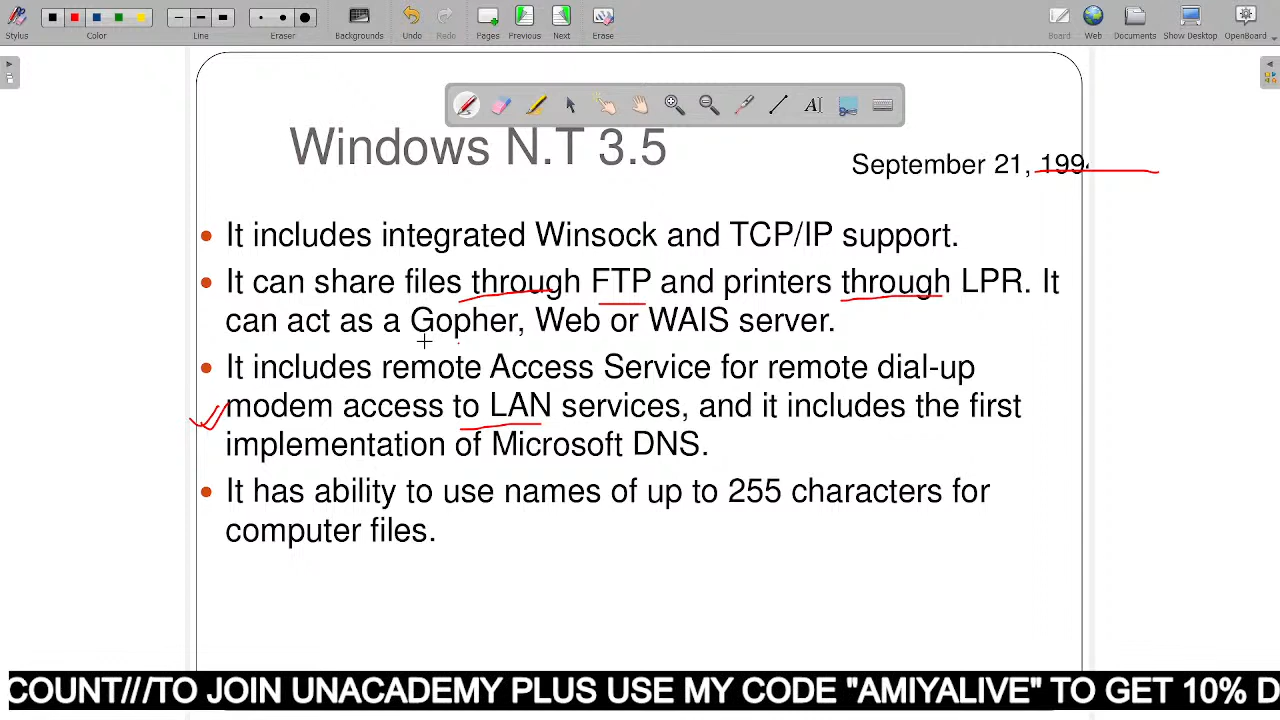 Stylus Color Line Eraser Backgrounds Undo Redo Pages Previous Next Erase Board Web Documents Show Desktop OpenBoard
Windows N.T 3.5
September 21, 1994
It includes integrated Winsock and TCP/IP support.
It can share files through FTP and printers through LPR. It
can act as a Gopher, Web or WAIS server.
It includes remote Access Service for remote dial-up
modem access to LAN services, and it includes the first
implementation of Microsoft DNS.
It has ability to use names of up to 255 characters for
computer files.
COUNT///TO JOIN UNACADEMY PLUS USE MY CODE "AMIYALIVE" TO GET 10% D